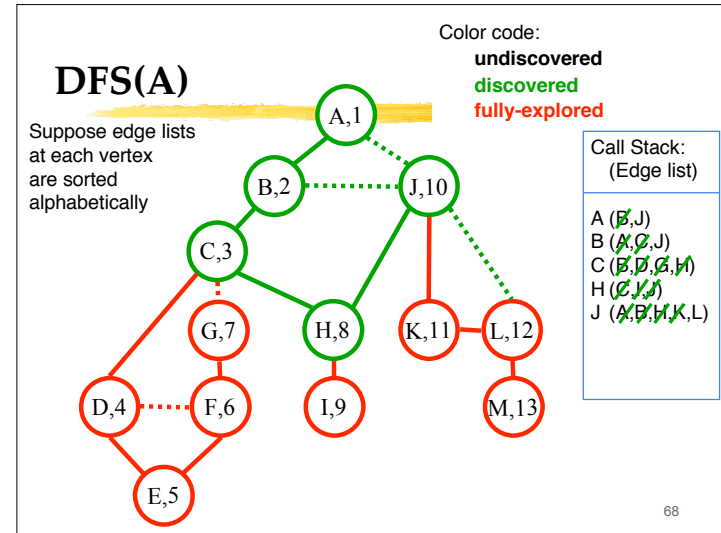 Color code:
undiscovered
discovered
fully-explored
DFS(A)
Suppose edge lists
at each vertex
are sorted
alphabetically
A,1
B,2
J,10
C,3
G,7
H,8
K,11
L,12
D,4
F,6
I,9
M,13
E,5
Call Stack:
(Edge list)
A (B,J)
B (A,C,J)
C (B,D,G,H)
H (C,I,J)
J (A,B,H,K,L)
68